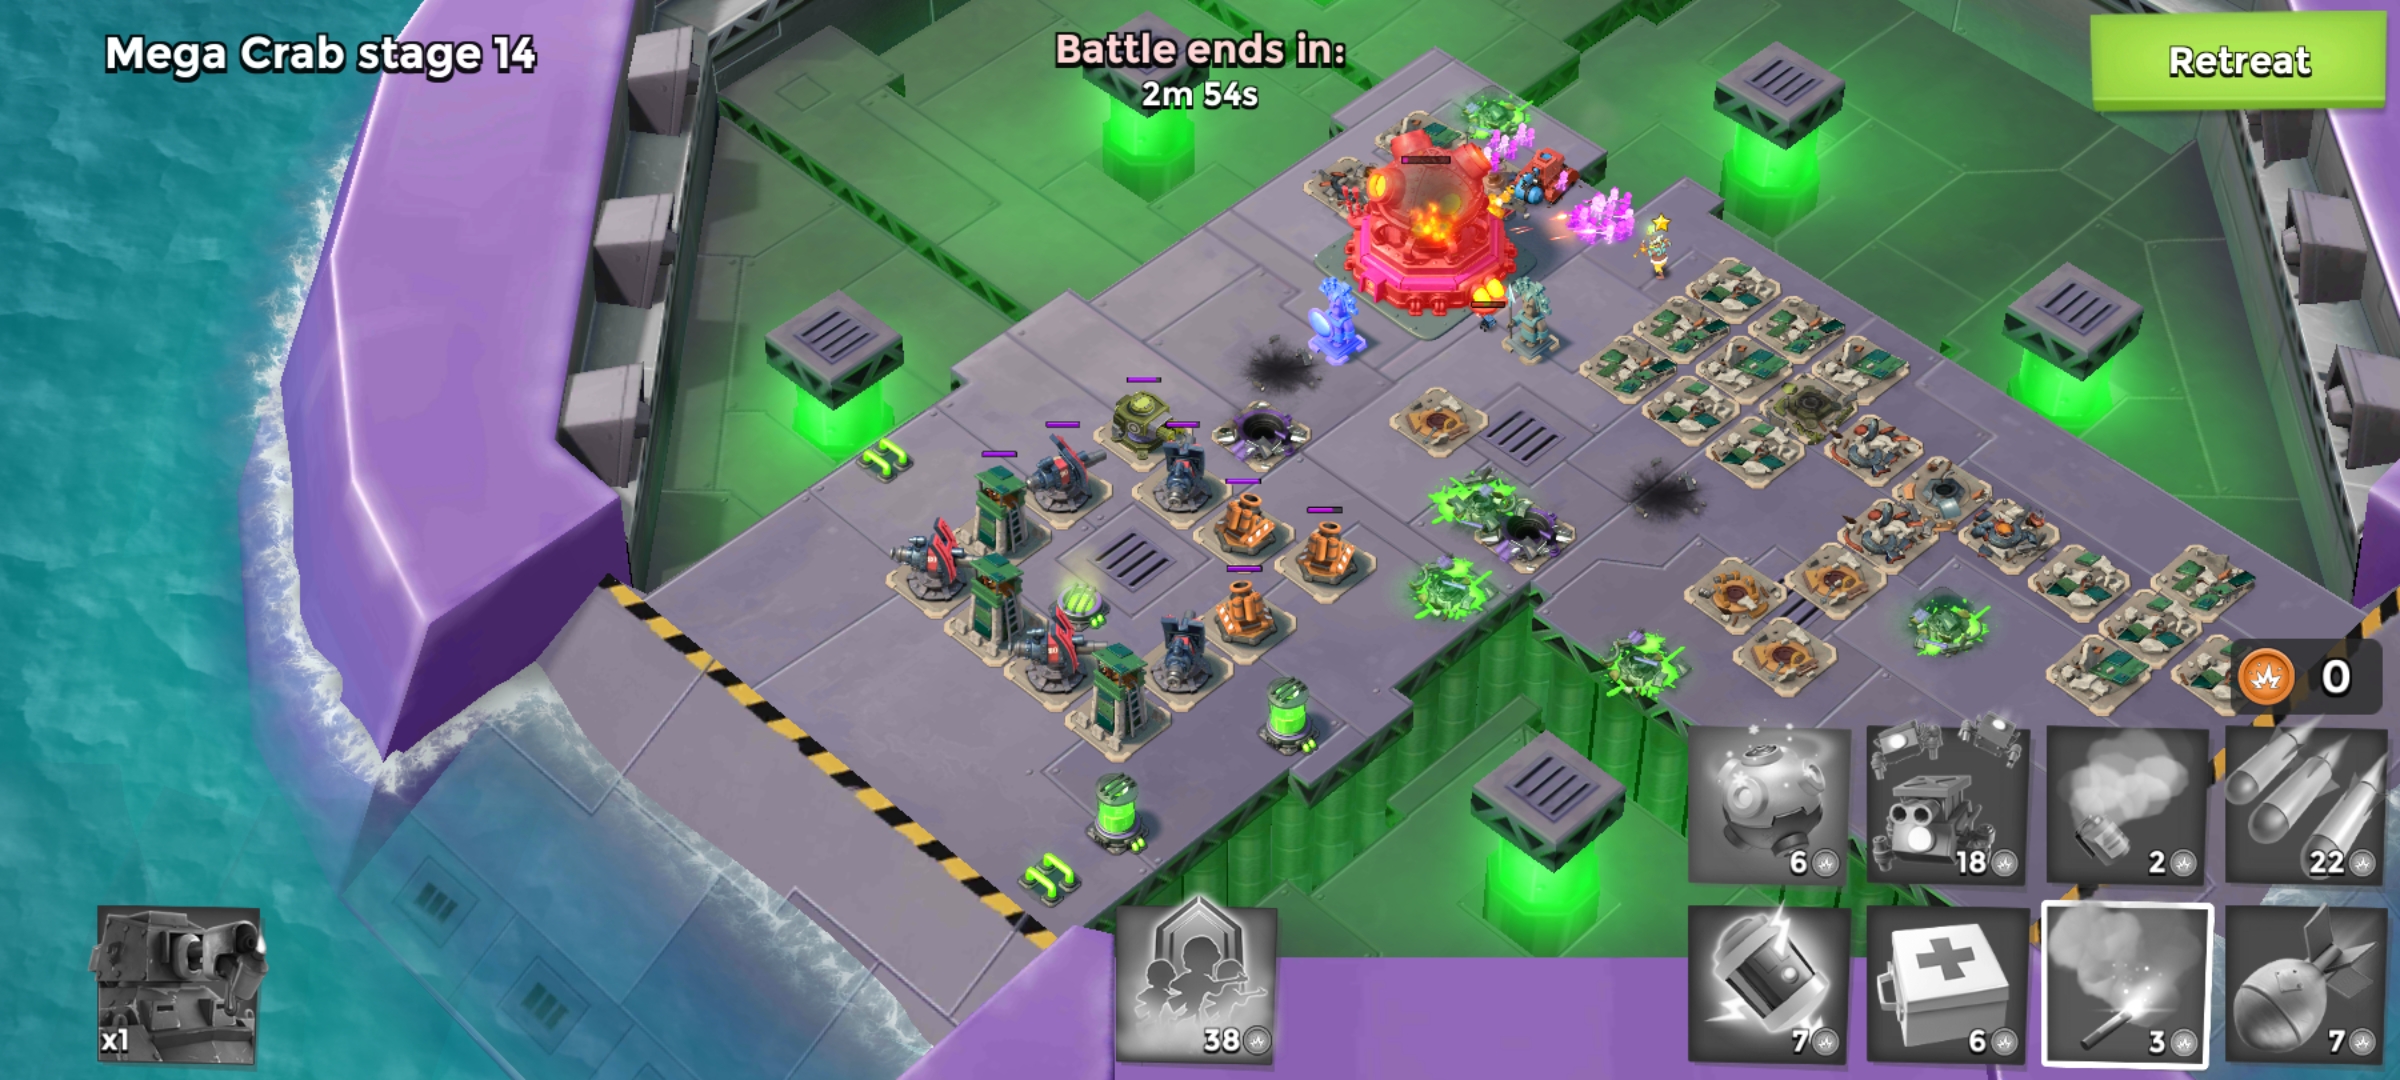 Mega Crab stage 14
Battle ends in:
2m 54s
Retreat
0
6
18
2
22
x1
38
7
6
3
7